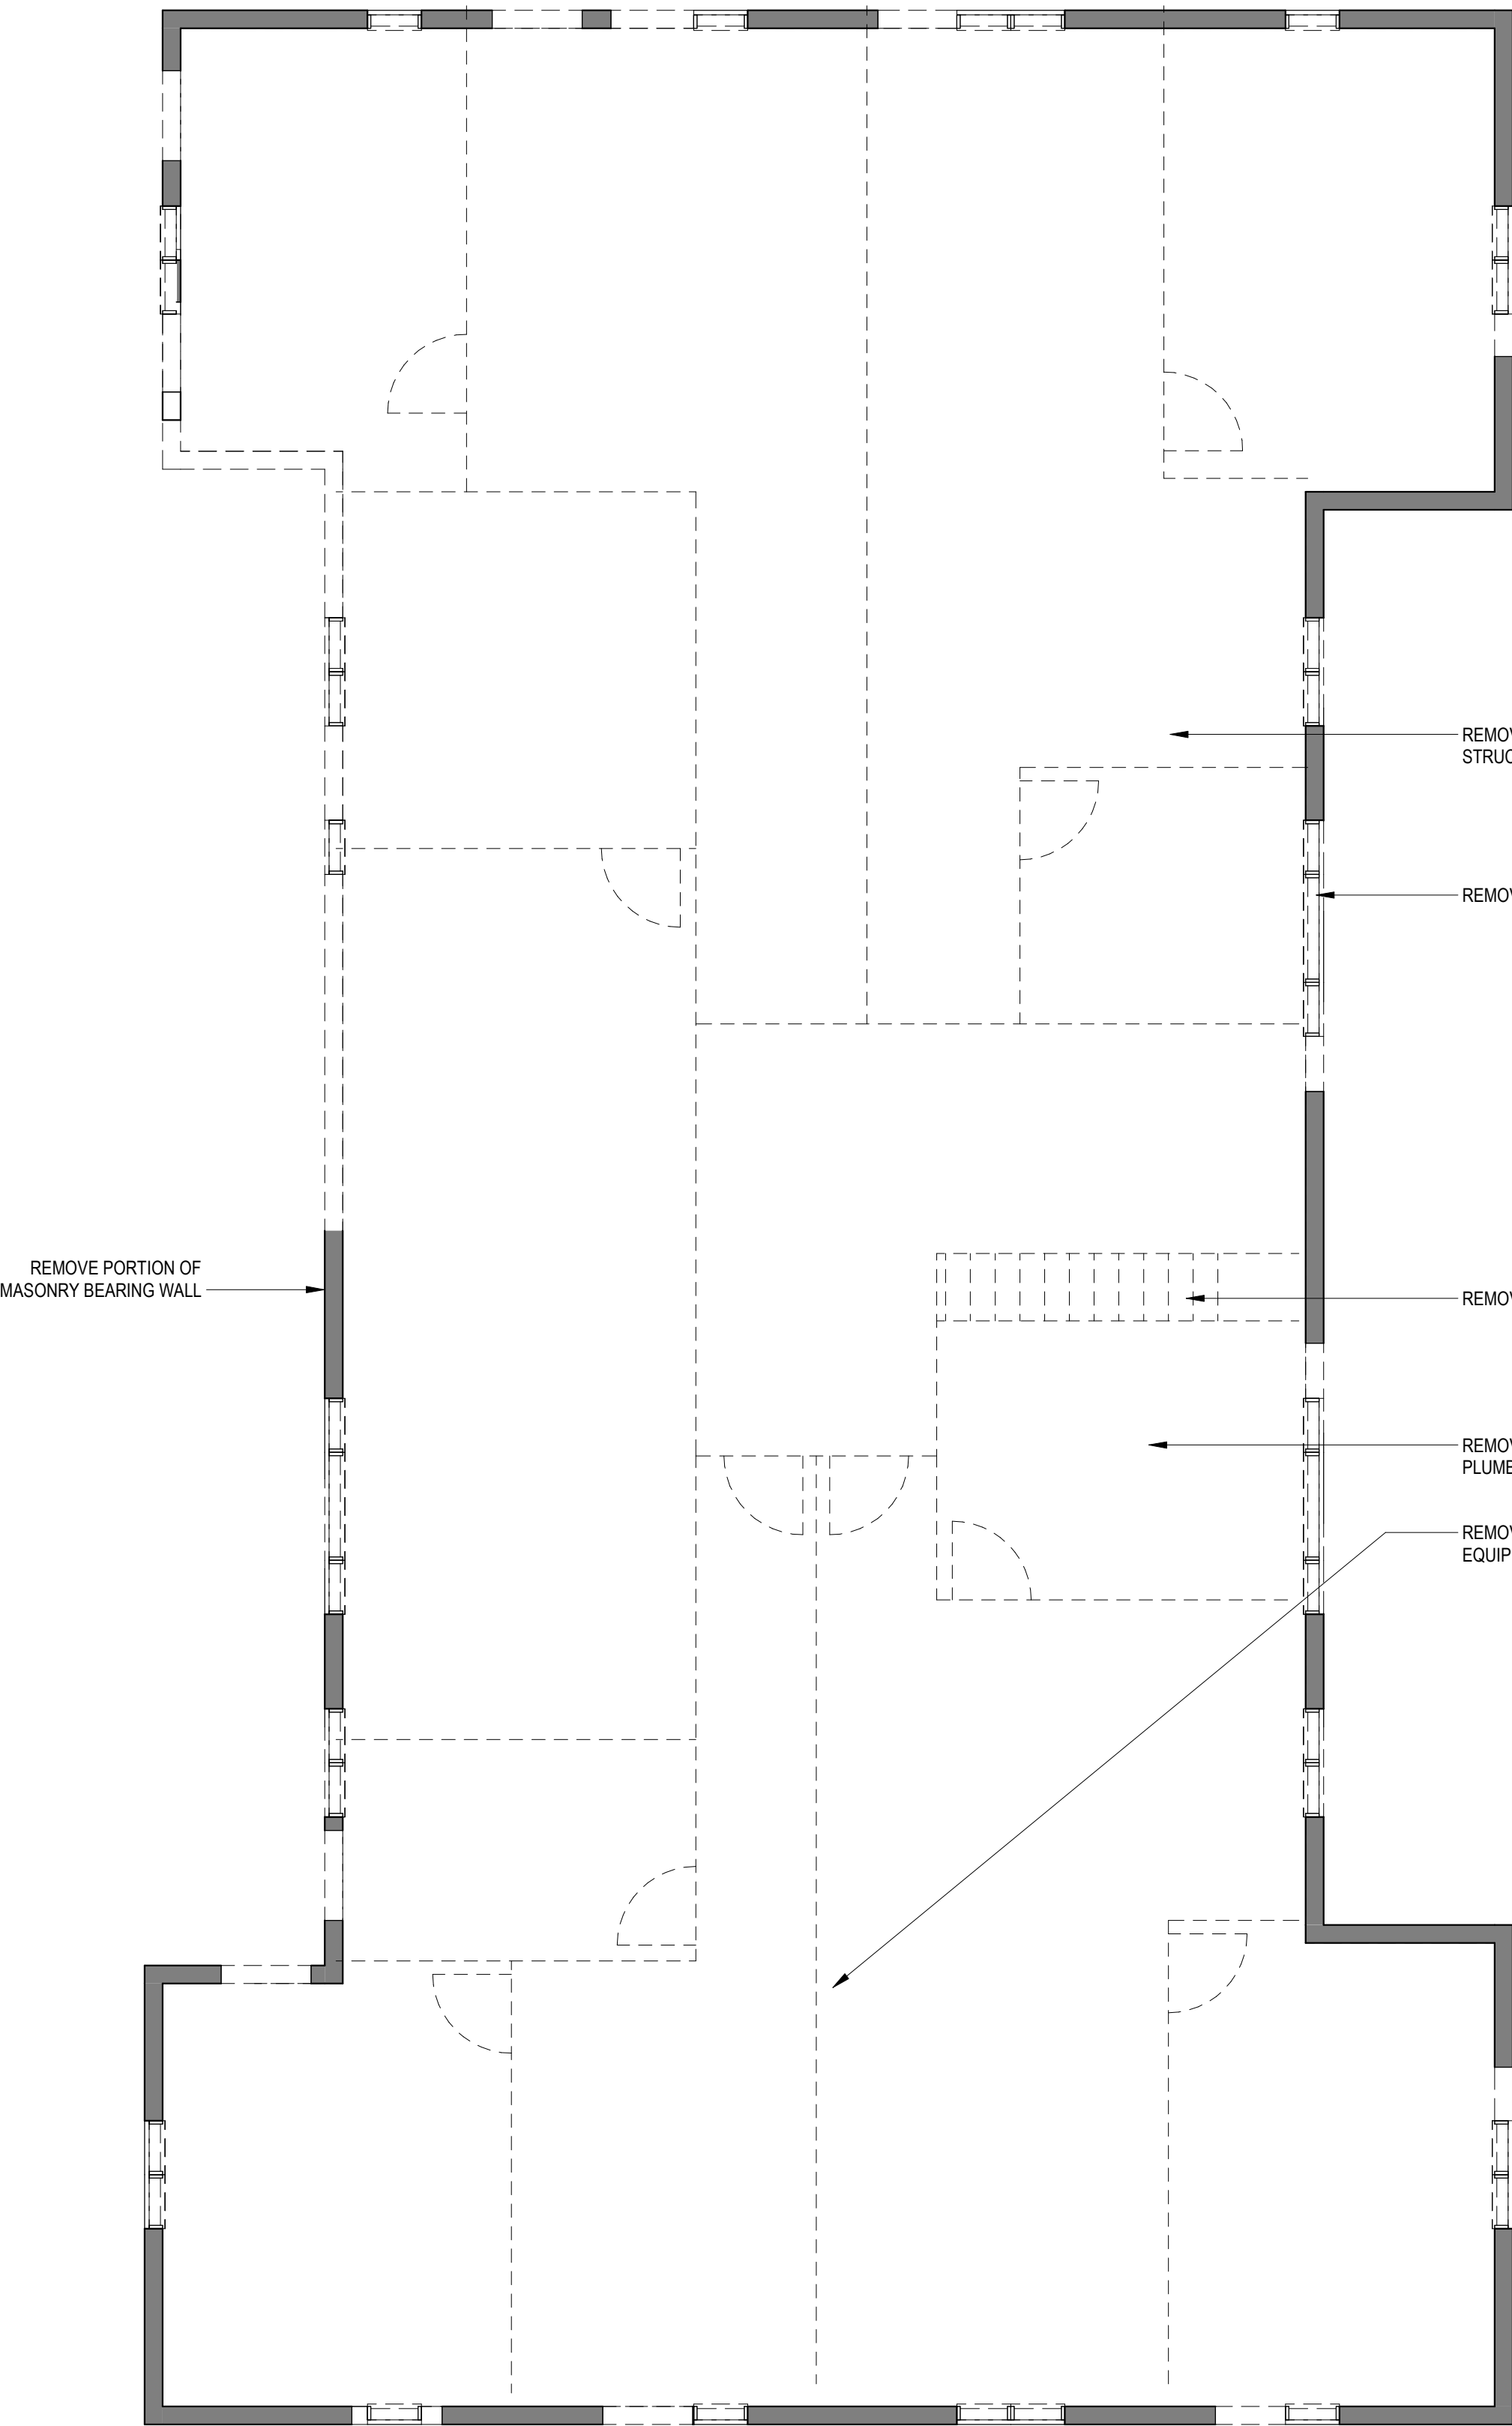 REMOV
STRUC
REMOV
REMOVE PORTION OF
MASONRY BEARING WALL
REMOV
REMOV
PLUMB
REMOV
EQUIP